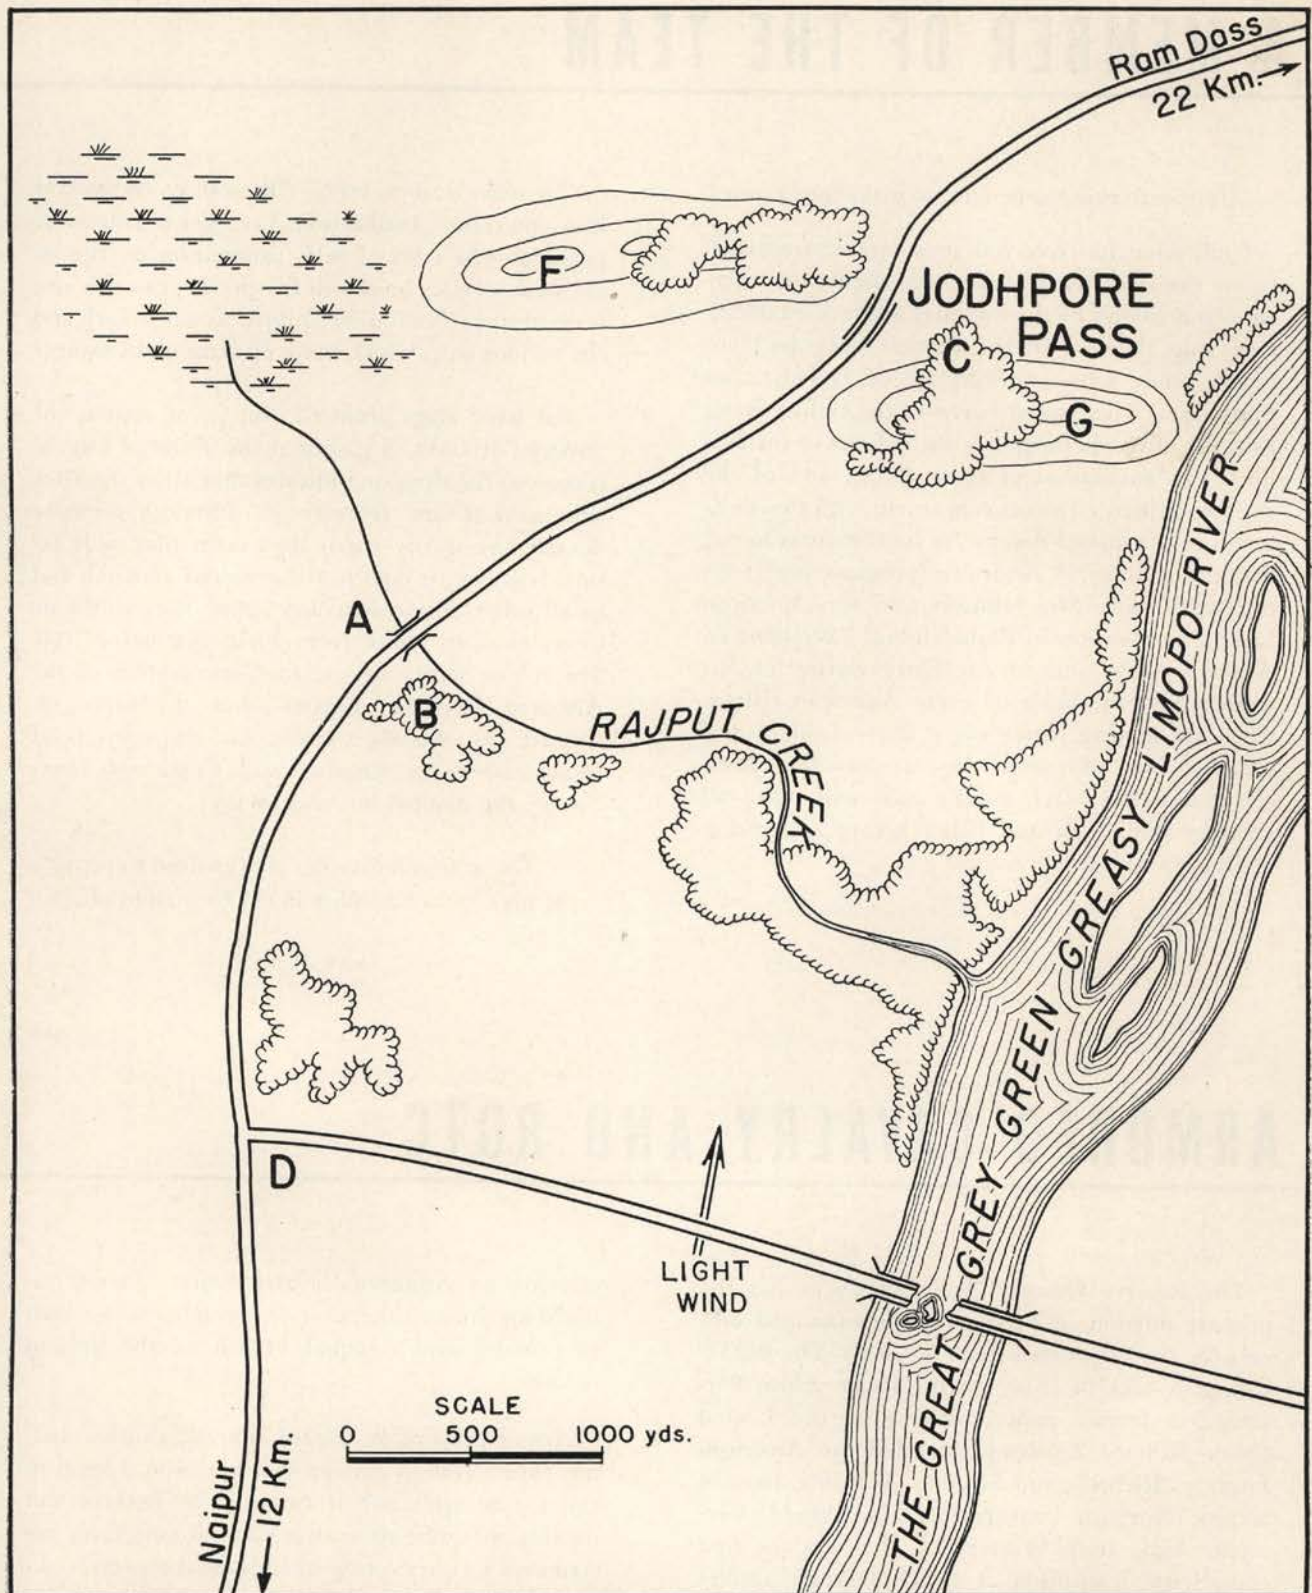 Ram Dass
22 Km.
JODHPORE
PASS
F
C
G
A
B
RAJPUT CREEK
D
LIGHT
WIND
THE GREAT GREY GREEN GREASY LIMOPO RIVER
SCALE
0 500 1000 yds.
Naipur
12 Km.